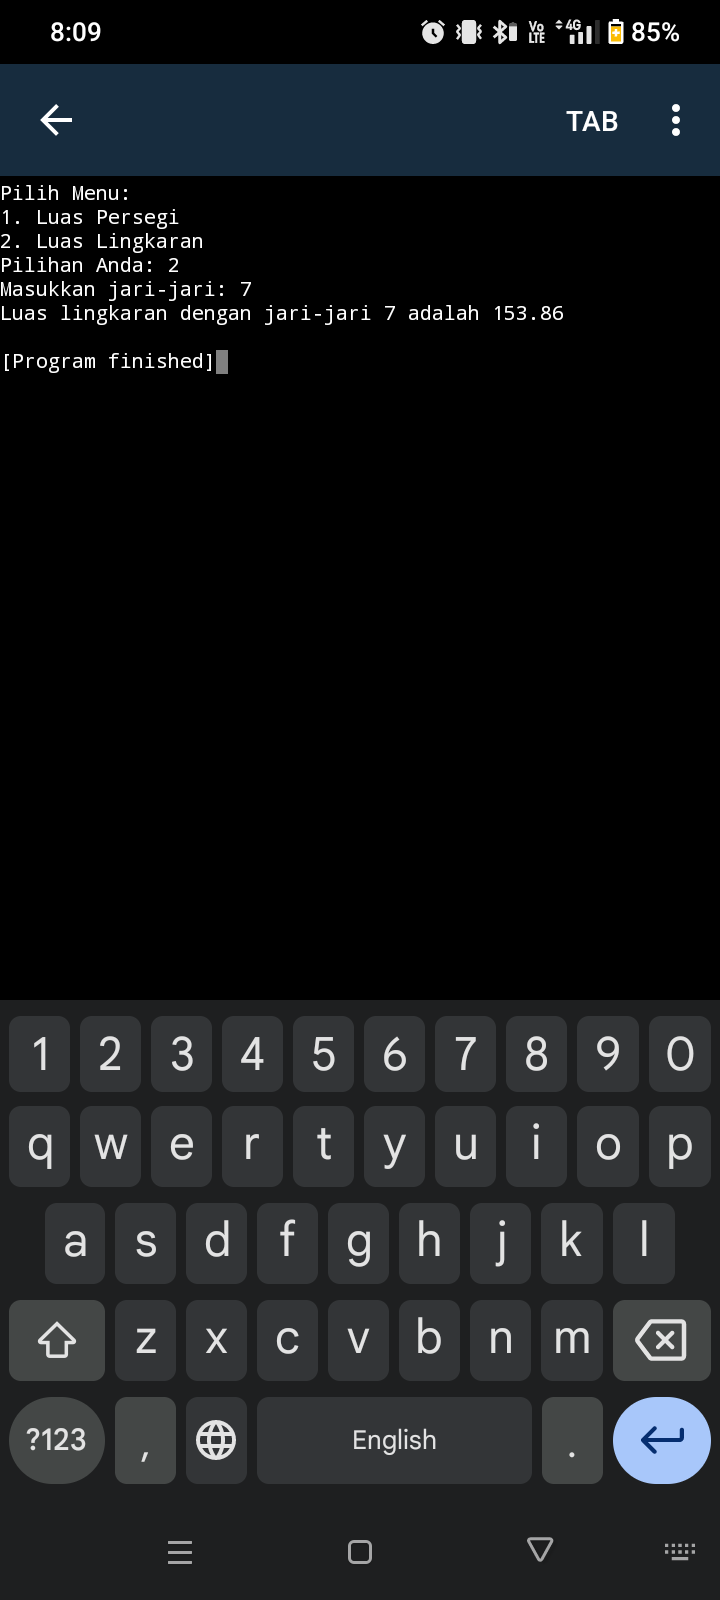 8:09
Vo LTE 4G 85%
TAB
Pilih Menu:
1. Luas Persegi
2. Luas Lingkaran
Pilihan Anda: 2
Masukkan jari-jari: 7
Luas lingkaran dengan jari-jari 7 adalah 153.86
[Program finished]
1 2 3 4 5 6 7 8 9 0
q w e r t y u i o p
a s d f g h j k l
z x c v b n m
?123 , English .